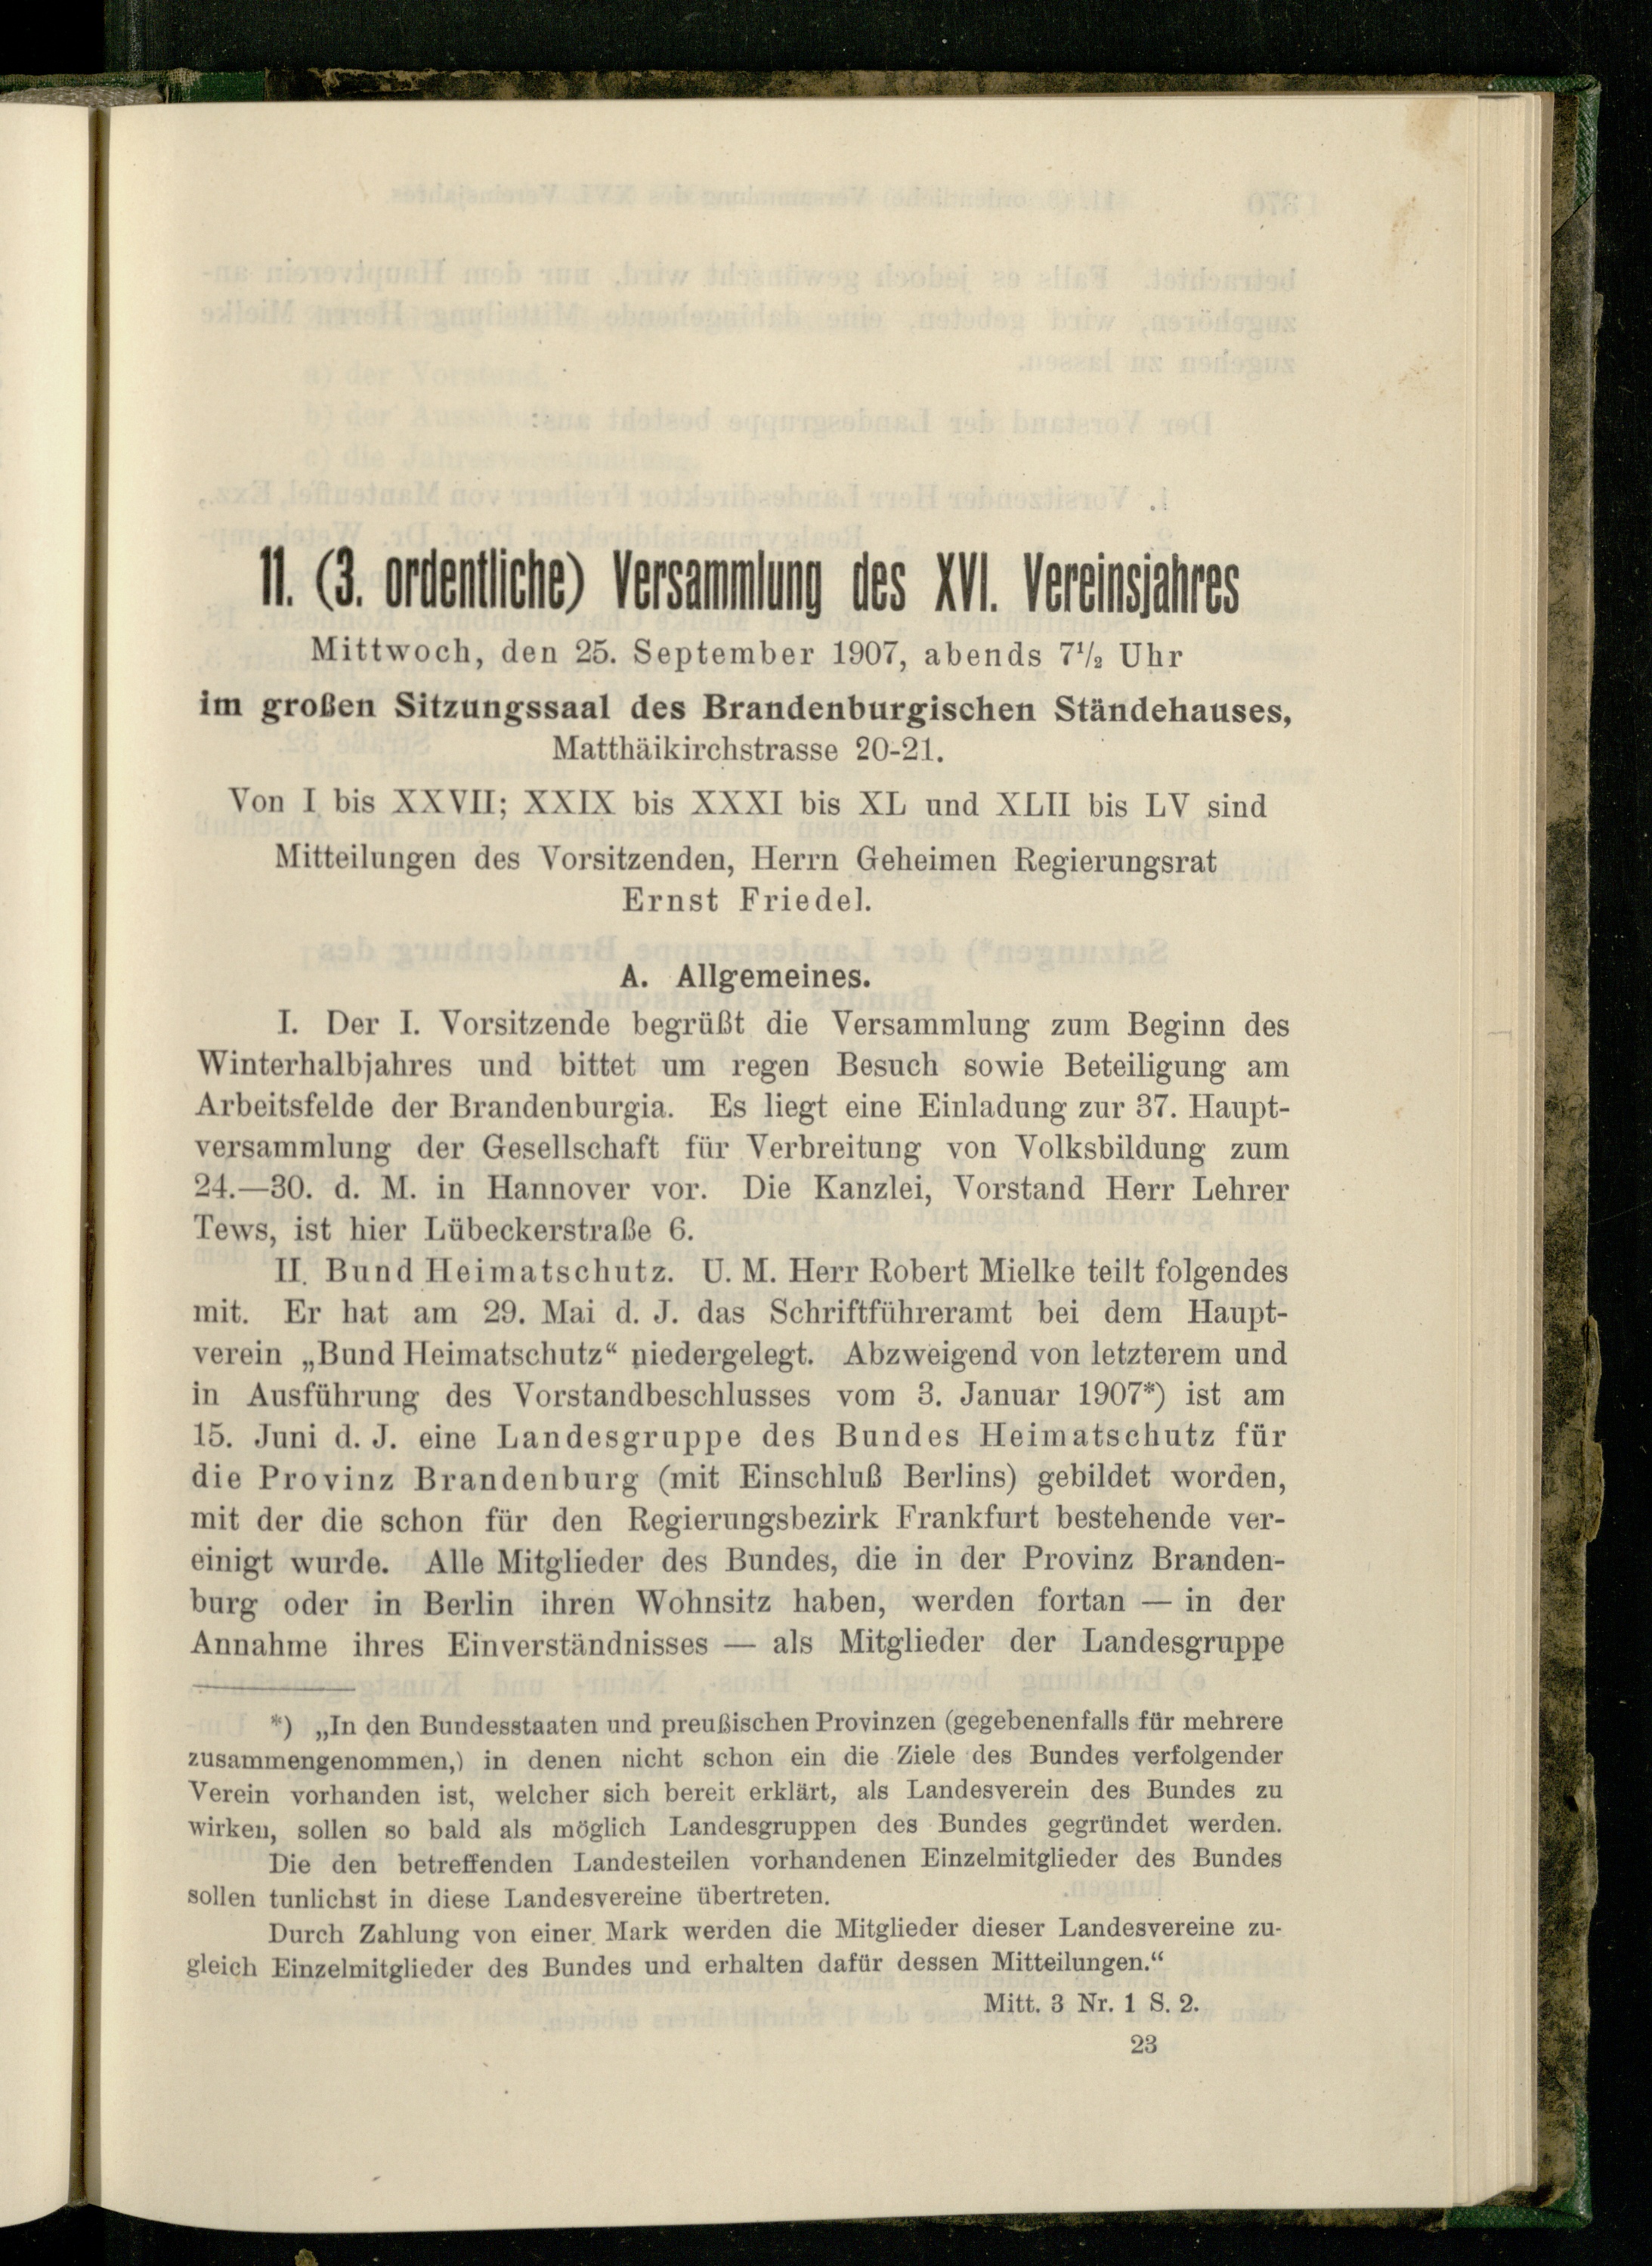 11. (3. ordentliche) Versammlung des XVI. Vereinsjahres
Mittwoch, den 25. September 1907, abends 7½ Uhr
im großen Sitzungssaal des Brandenburgischen Ständehauses,
Matthäikirchstrasse 20-21.
Von I bis XXVII; XXIX bis XXXI bis XL und XLII bis LV sind
Mitteilungen des Vorsitzenden, Herrn Geheimen Regierungsrat
Ernst Friedel.
A. Allgemeines.
I. Der I. Vorsitzende begrüßt die Versammlung zum Beginn des
Winterhalbjahres und bittet um regen Besuch sowie Beteiligung am
Arbeitsfelde der Brandenburgia. Es liegt eine Einladung zur 37. Haupt-
versammlung der Gesellschaft für Verbreitung von Volksbildung zum
24.—30. d. M. in Hannover vor. Die Kanzlei, Vorstand Herr Lehrer
Tews, ist hier Lübeckerstraße 6.
II. Bund Heimatschutz. U. M. Herr Robert Mielke teilt folgendes
mit. Er hat am 29. Mai d. J. das Schriftführeramt bei dem Haupt-
verein „Bund Heimatschutz“ niedergelegt. Abzweigend von letzterem und
in Ausführung des Vorstandbeschlusses vom 3. Januar 1907*) ist am
15. Juni d. J. eine Landesgruppe des Bundes Heimatschutz für
die Provinz Brandenburg (mit Einschluß Berlins) gebildet worden,
mit der die schon für den Regierungsbezirk Frankfurt bestehende ver-
einigt wurde. Alle Mitglieder des Bundes, die in der Provinz Branden-
burg oder in Berlin ihren Wohnsitz haben, werden fortan — in der
Annahme ihres Einverständnisses — als Mitglieder der Landesgruppe
*) „In den Bundesstaaten und preußischen Provinzen (gegebenenfalls für mehrere
zusammengenommen,) in denen nicht schon ein die Ziele des Bundes verfolgender
Verein vorhanden ist, welcher sich bereit erklärt, als Landesverein des Bundes zu
wirken, sollen so bald als möglich Landesgruppen des Bundes gegründet werden.
Die den betreffenden Landesteilen vorhandenen Einzelmitglieder des Bundes
sollen tunlichst in diese Landesvereine übertreten.
Durch Zahlung von einer Mark werden die Mitglieder dieser Landesvereine zu-
gleich Einzelmitglieder des Bundes und erhalten dafür dessen Mitteilungen.“
Mitt. 3 Nr. 1 S. 2.
23